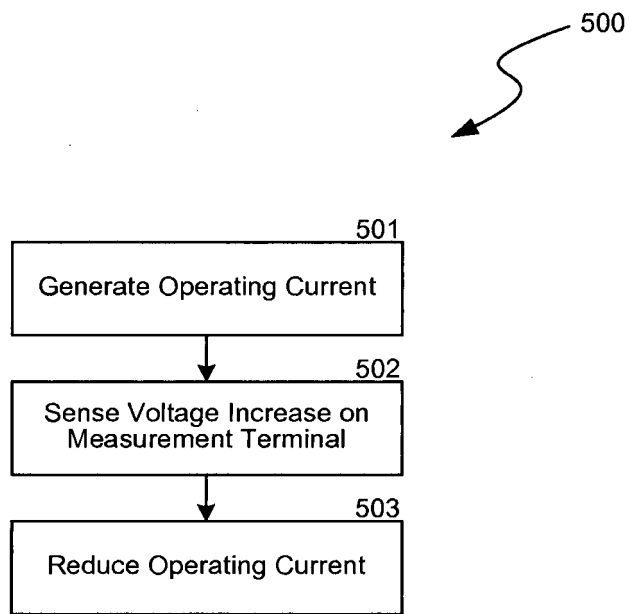 500
501
Generate Operating Current
502
Sense Voltage Increase on
Measurement Terminal
503
Reduce Operating Current